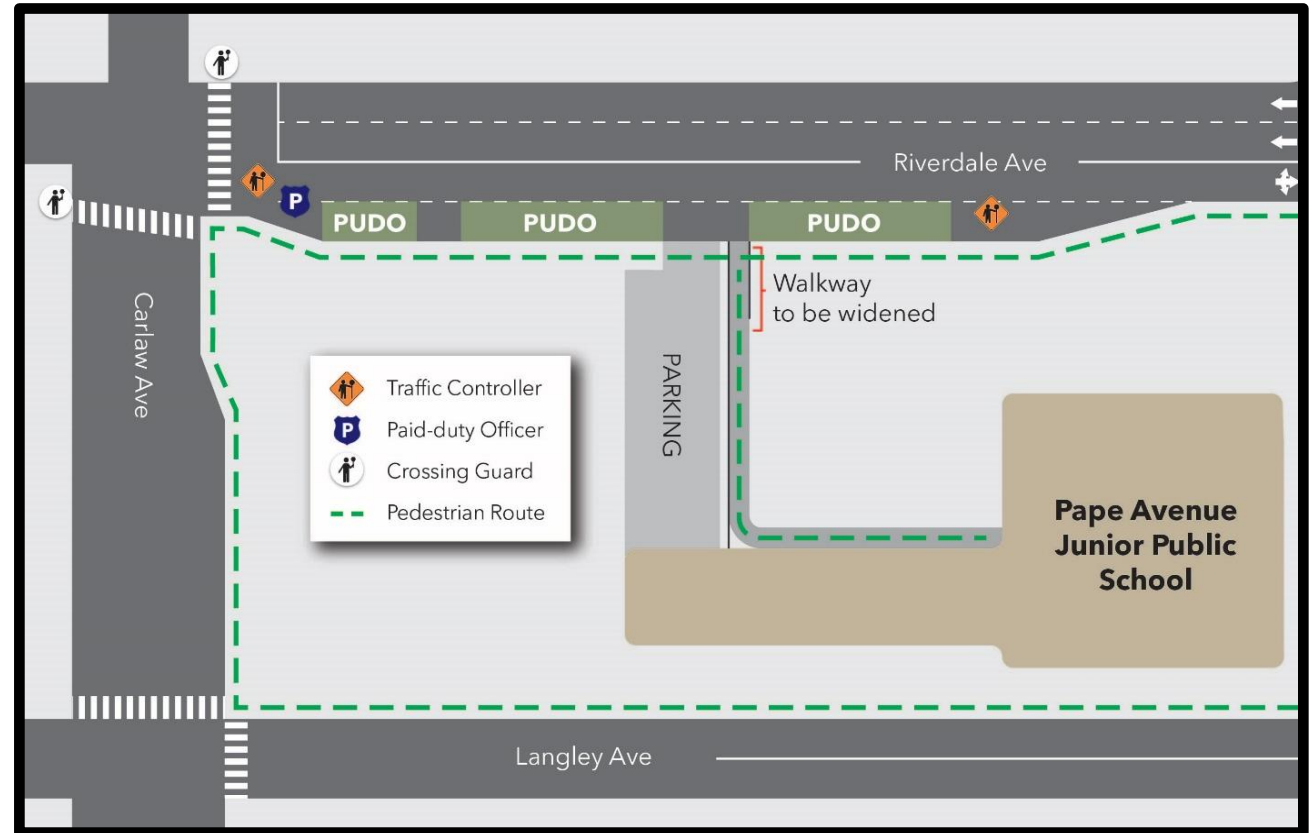 Riverdale Ave
P
PUDO
PUDO
PUDO
Walkway
to be widened
Carlaw Ave
PARKING
Traffic Controller
P
Paid-duty Officer
Crossing Guard
Pedestrian Route
Pape Avenue
Junior Public
School
Langley Ave